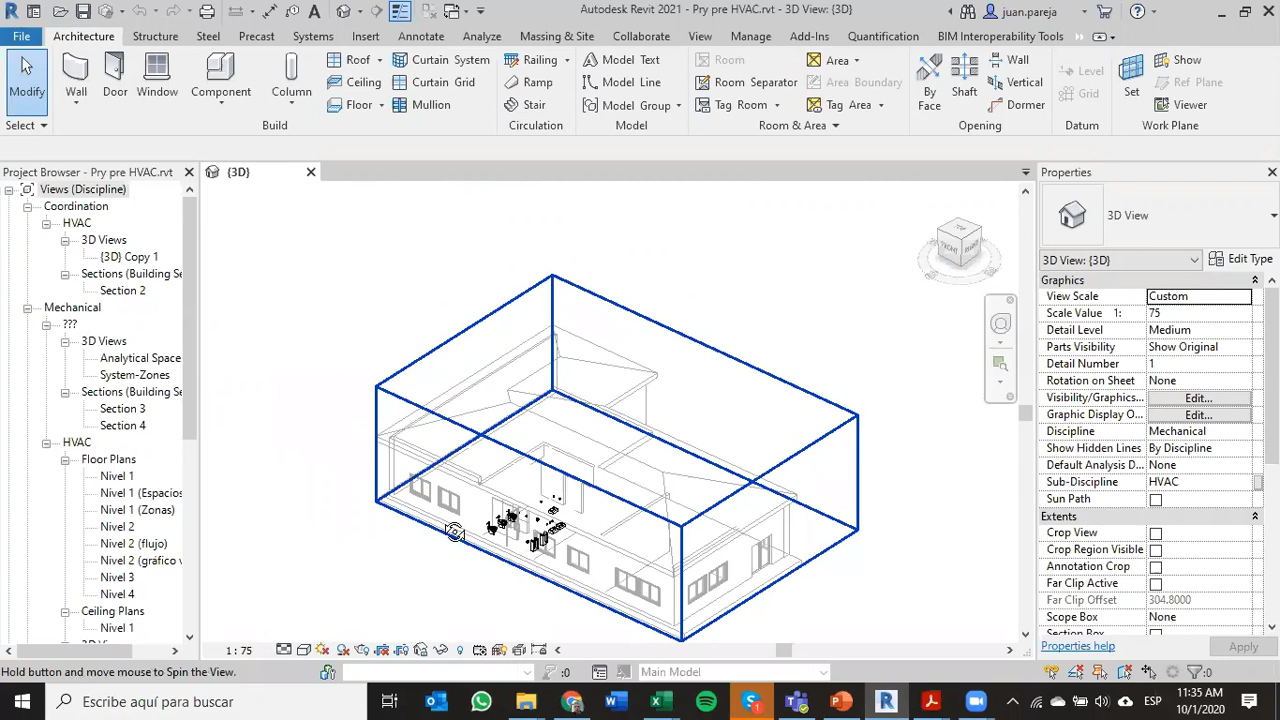 Autodesk Revit 2021 - Pry pre HVAC.rvt - 3D View: {3D}
juan.pareja
File Architecture Structure Steel Precast Systems Insert Annotate Analyze Massing & Site Collaborate View Manage Add-Ins Quantification BIM Interoperability Tools
Modify
Wall
Door
Window
Component
Column
Roof
Ceiling
Floor
Curtain System
Curtain Grid
Mullion
Railing
Ramp
Stair
Model Text
Model Line
Model Group
Room
Room Separator
Tag Room
Area
Area Boundary
Tag Area
By Face
Shaft
Wall
Vertical
Dormer
Level
Grid
Set
Show
Ref Plane
Viewer
Select Build Circulation Model Room & Area Opening Datum Work Plane
Project Browser - Pry pre HVAC.rvt
Views (Discipline)
Coordination
HVAC
3D Views
{3D} Copy 1
Sections (Building Se
Section 2
Mechanical
???
3D Views
Analytical Space
System-Zones
Sections (Building Se
Section 3
Section 4
HVAC
Floor Plans
Nivel 1
Nivel 1 (Espacios
Nivel 1 (Zonas)
Nivel 2
Nivel 2 (flujo)
Nivel 2 (gráfico v
Nivel 3
Nivel 4
Ceiling Plans
Nivel 1
{3D}
FRONT
Properties
3D View
3D View: {3D}
Edit Type
Graphics
View Scale Custom
Scale Value 1: 75
Detail Level Medium
Parts Visibility Show Original
Detail Number 1
Rotation on Sheet None
Visibility/Graphics... Edit...
Graphic Display O... Edit...
Discipline Mechanical
Show Hidden Lines By Discipline
Default Analysis D... None
Sub-Discipline HVAC
Sun Path
Extents
Crop View
Crop Region Visible
Annotation Crop
Far Clip Active
Far Clip Offset 304.8000
Scope Box None
Section Box
Properties help
Apply
1 : 75
Hold button and move mouse to Spin the View.
:0
Main Model
:0
Escribe aquí para buscar
ESP
11:35 AM
10/1/2020